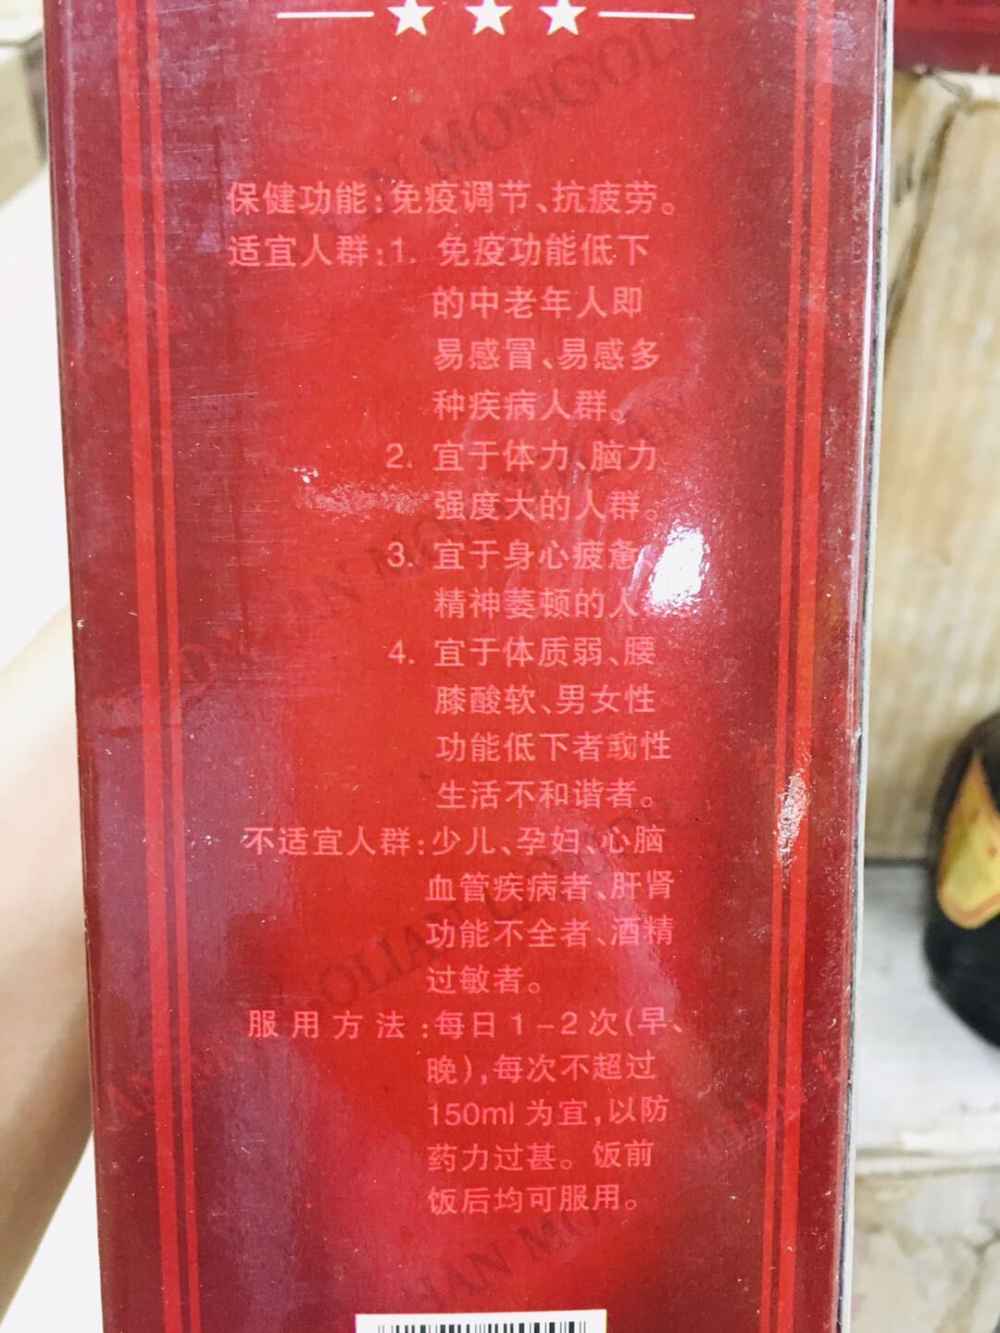 保健功能:免疫调节、抗疲劳。
适宜人群:1. 免疫功能低下
的中老年人即
易感冒、易感多
种疾病人群。
2. 宜于体力、脑力
强度大的人群。
3. 宜于身心疲惫
精神萎顿的人
4. 宜于体质弱、腰
膝酸软、男女性
功能低下者或性
生活不和谐者。
不适宜人群:少儿、孕妇、心脑
血管疾病者、肝肾
功能不全者、酒精
过敏者。
服用方法:每日1-2次(早、
晚),每次不超过
150ml 为宜,以防
药力过甚。饭前
饭后均可服用。
MONGOL
OLIAN MONGOL
IAN MO